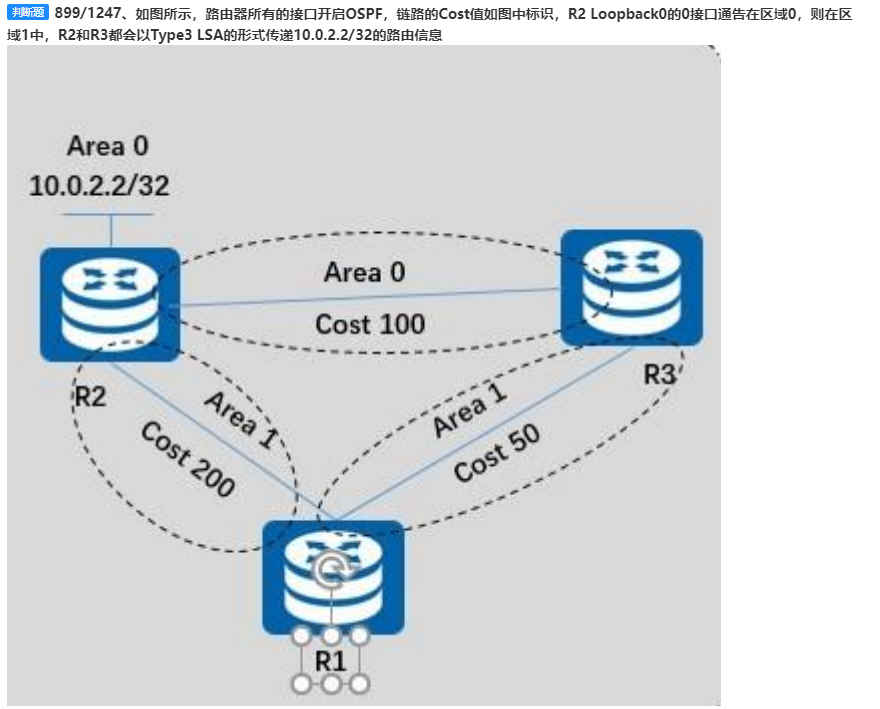 判断题 899/1247、如图所示，路由器所有的接口开启OSPF，链路的Cost值如图中标识，R2 Loopback0的0接口通告在区域0，则在区
域1中，R2和R3都会以Type3 LSA的形式传递10.0.2.2/32的路由信息
Area 0
10.0.2.2/32
Area 0
Cost 100
R2
R3
Area 1
Cost 200
Area 1
Cost 50
R1